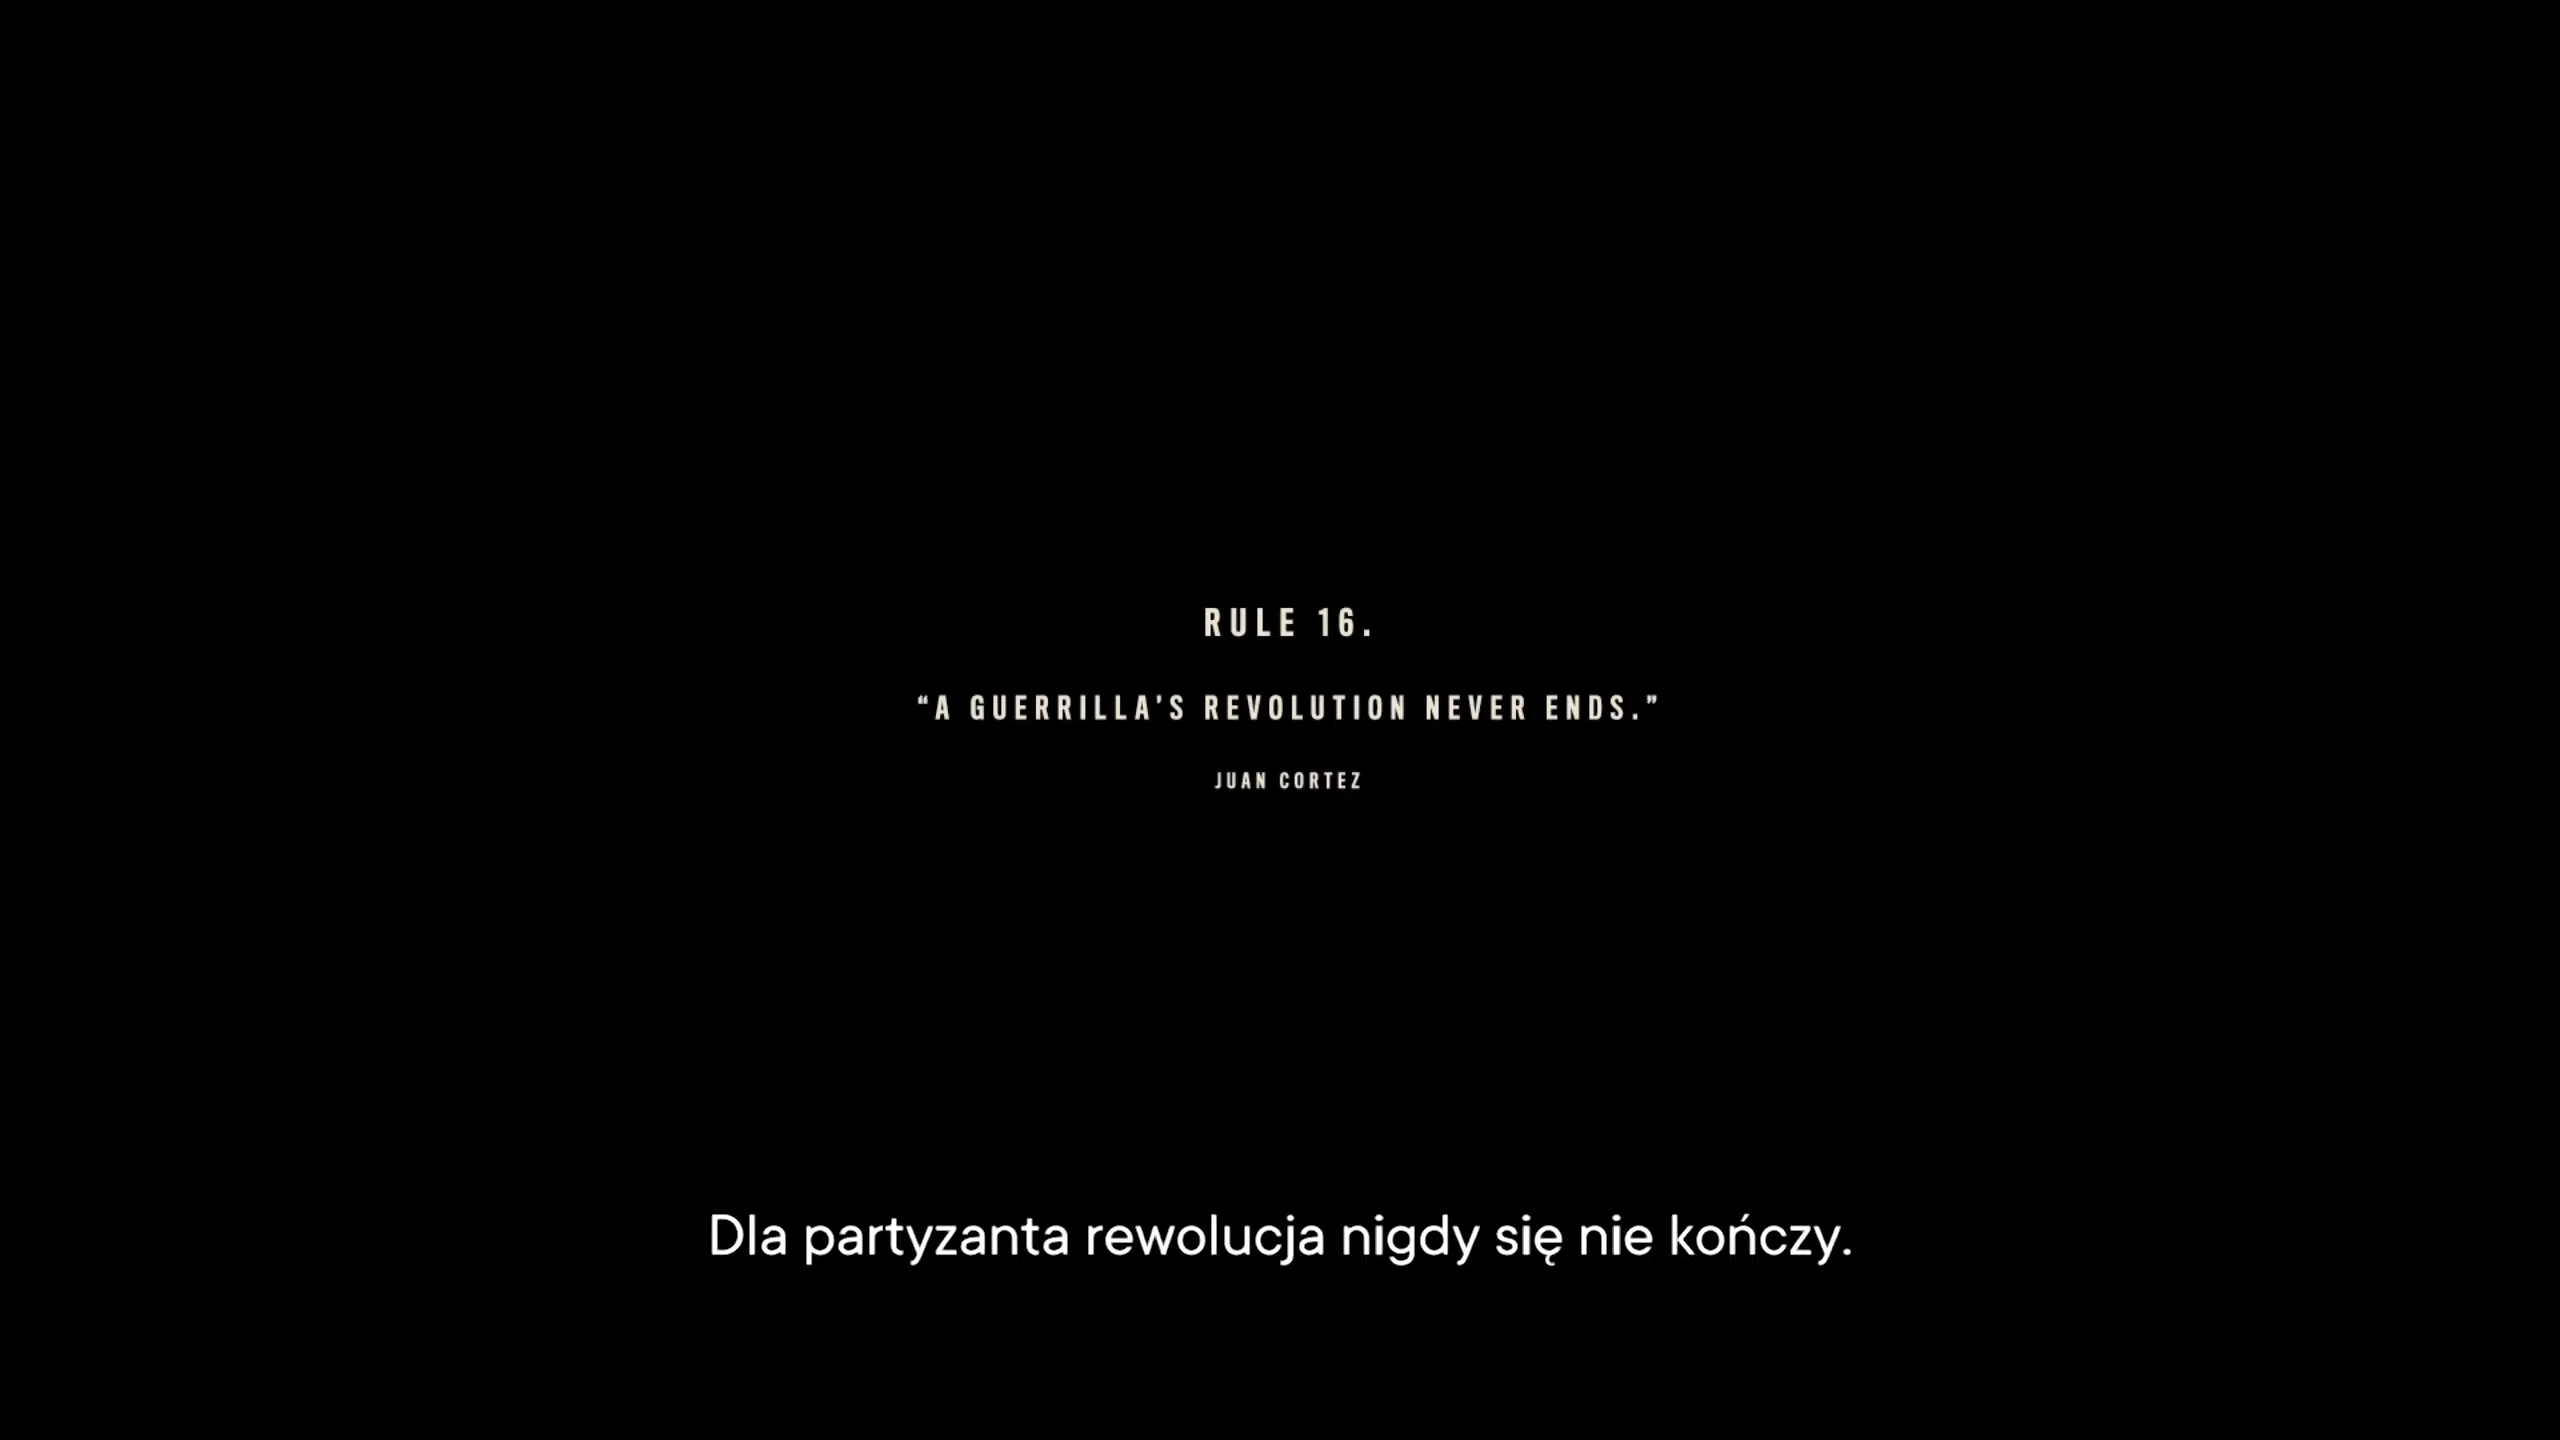 RULE 16.
“A GUERRILLA’S REVOLUTION NEVER ENDS.”
JUAN CORTEZ
Dla partyzanta rewolucja nigdy się nie kończy.